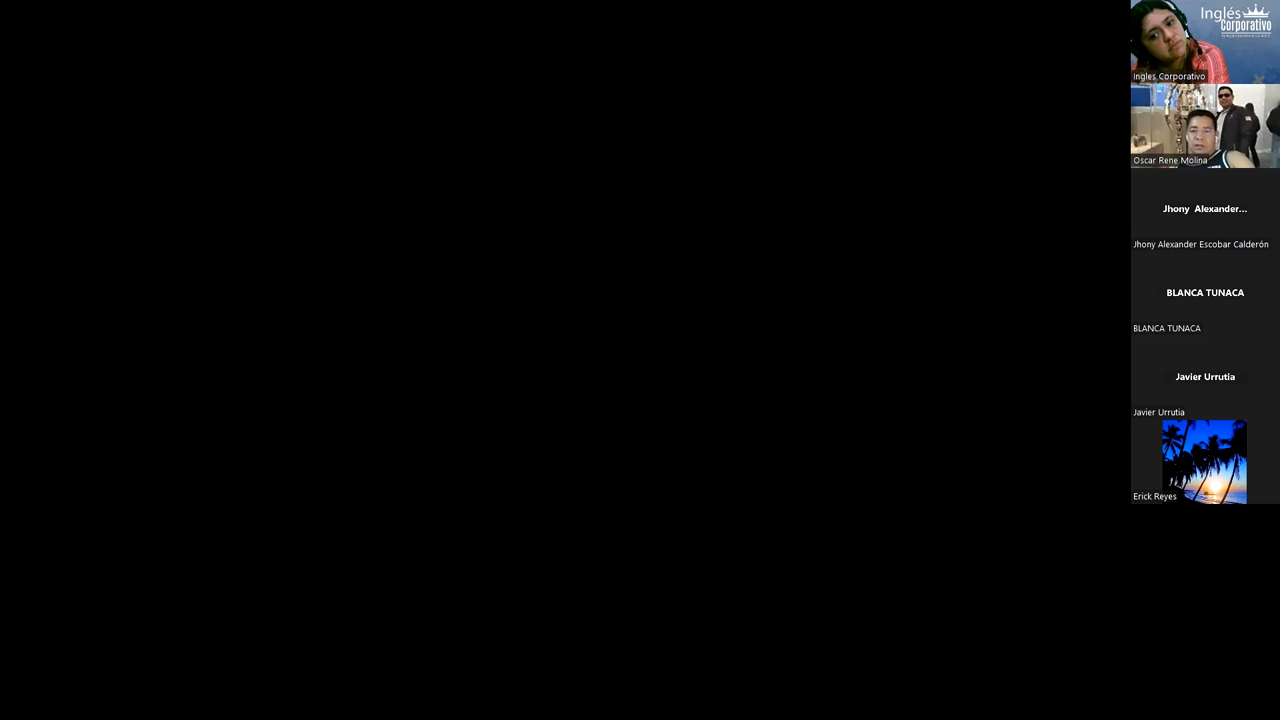 Inglés
Corporativo
Ingles Corporativo
Oscar Rene Molina
Jhony Alexander...
Jhony Alexander Escobar Calderón
BLANCA TUNACA
BLANCA TUNACA
Javier Urrutia
Javier Urrutia
Erick Reyes